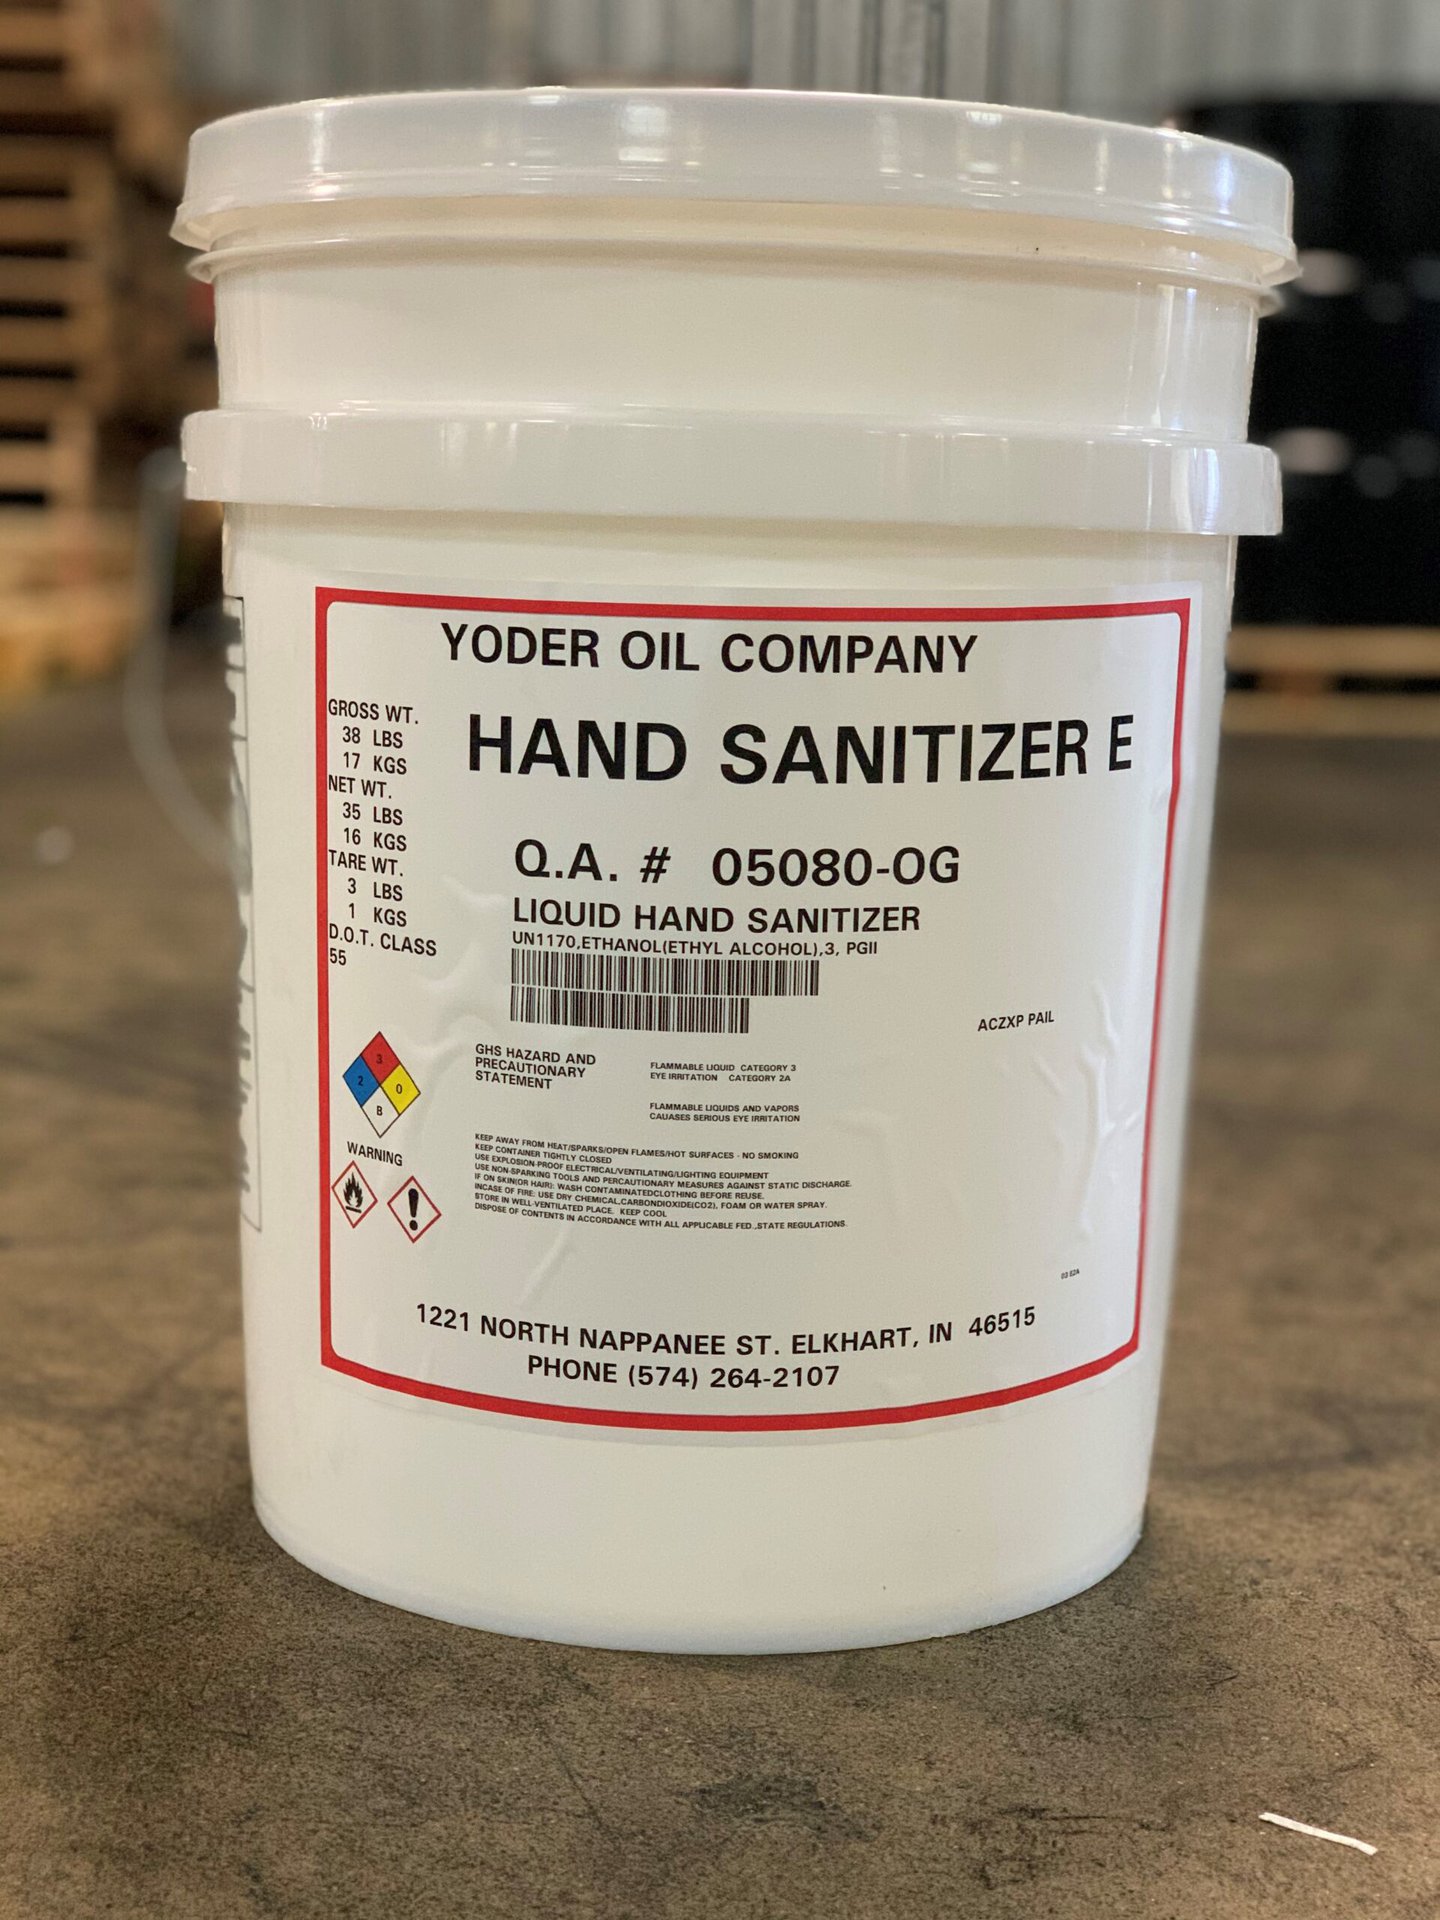 YODER OIL COMPANY
HAND SANITIZER E
GROSS WT.
38 LBS
17 KGS
NET WT.
35 LBS
16 KGS
TARE WT.
3 LBS
1 KGS
D.O.T. CLASS
55
Q.A. # 05080-OG
LIQUID HAND SANITIZER
UN1170,ETHANOL(ETHYL ALCOHOL),3, PGII
ACZXP PAIL
3
2
0
B
WARNING
GHS HAZARD AND
PRECAUTIONARY
STATEMENT
FLAMMABLE LIQUID CATEGORY 3
EYE IRRITATION CATEGORY 2A
FLAMMABLE LIQUIDS AND VAPORS
CAUASES SERIOUS EYE IRRITATION
KEEP AWAY FROM HEAT/SPARKS/OPEN FLAMES/HOT SURFACES - NO SMOKING
KEEP CONTAINER TIGHTLY CLOSED
USE EXPLOSION-PROOF ELECTRICAL/VENTILATING/LIGHTING EQUIPMENT
USE NON-SPARKING TOOLS AND PERCAUTIONARY MEASURES AGAINST STATIC DISCHARGE.
IF ON SKIN(OR HAIR): WASH CONTAMINATEDCLOTHING BEFORE REUSE.
INCASE OF FIRE: USE DRY CHEMICAL,CARBONDIOXIDE(CO2), FOAM OR WATER SPRAY.
STORE IN WELL-VENTILATED PLACE. KEEP COOL
DISPOSE OF CONTENTS IN ACCORDANCE WITH ALL APPLICABLE FED.,STATE REGULATIONS.
1221 NORTH NAPPANEE ST. ELKHART, IN 46515
PHONE (574) 264-2107